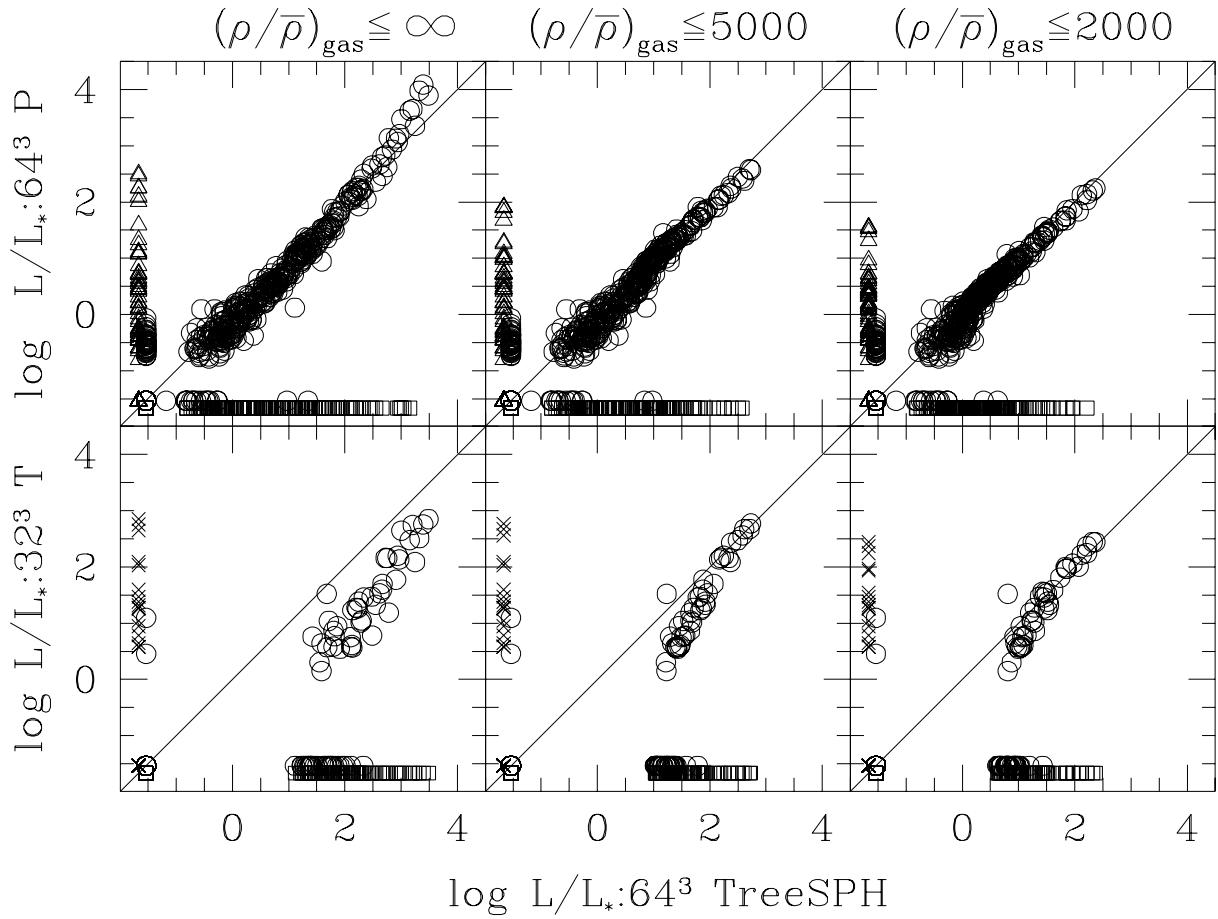 (ρ/ρ̅)gas≦ ∞
(ρ/ρ̅)gas≦5000
(ρ/ρ̅)gas≦2000
log L/L*:64³ P
4
2
0
log L/L*:32³ T
4
2
0
0 2 4 0 2 4 0 2 4
log L/L*:64³ TreeSPH